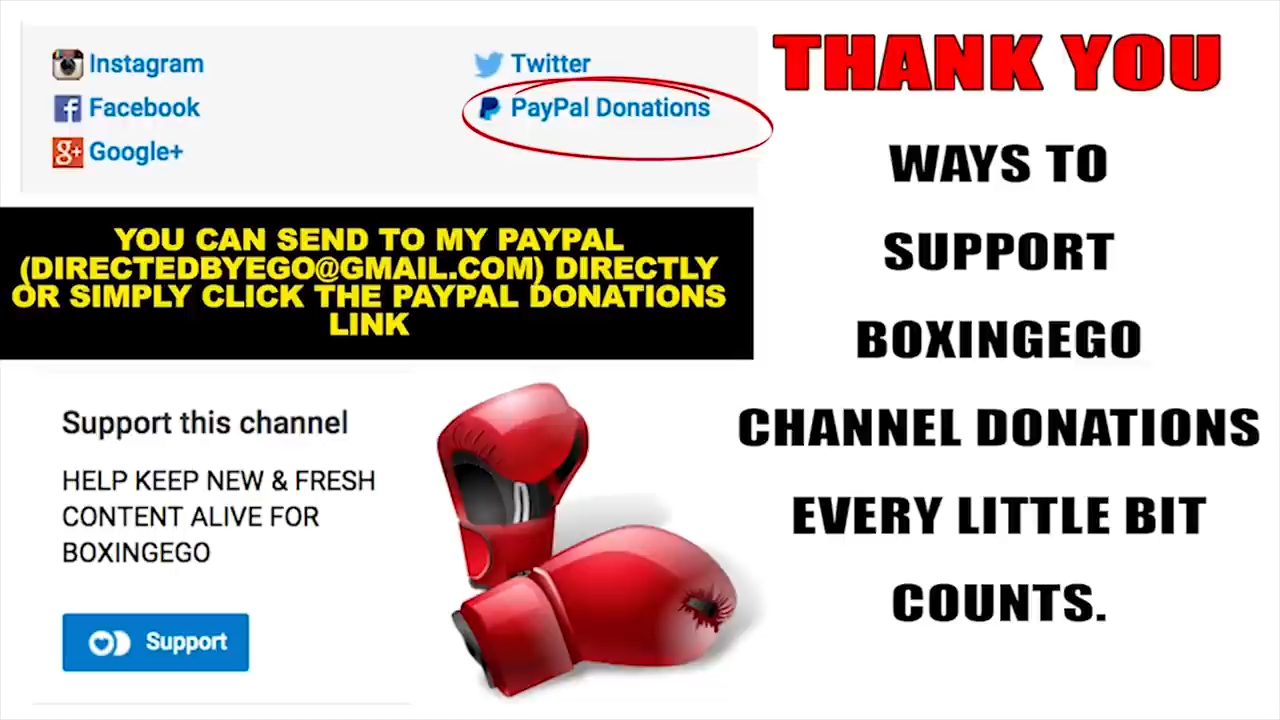 Instagram
Twitter
Facebook
PayPal Donations
Google+
YOU CAN SEND TO MY PAYPAL
(DIRECTEDBYEGO@GMAIL.COM) DIRECTLY
OR SIMPLY CLICK THE PAYPAL DONATIONS
LINK
Support this channel
HELP KEEP NEW & FRESH
CONTENT ALIVE FOR
BOXINGEGO
Support
THANK YOU
WAYS TO
SUPPORT
BOXINGEGO
CHANNEL DONATIONS
EVERY LITTLE BIT
COUNTS.